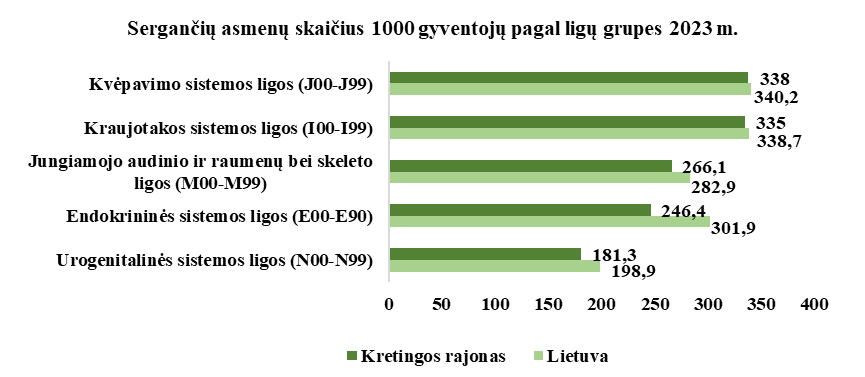 Sergančių asmenų skaičius 1000 gyventojų pagal ligų grupes 2023 m.
Kvėpavimo sistemos ligos (J00-J99)
338
340,2
Kraujotakos sistemos ligos (I00-I99)
335
338,7
Jungiamojo audinio ir raumenų bei skeleto
ligos (M00-M99)
266,1
282,9
Endokrininės sistemos ligos (E00-E90)
246,4
301,9
Urogenitalinės sistemos ligos (N00-N99)
181,3
198,9
0 50 100 150 200 250 300 350 400
Kretingos rajonas Lietuva